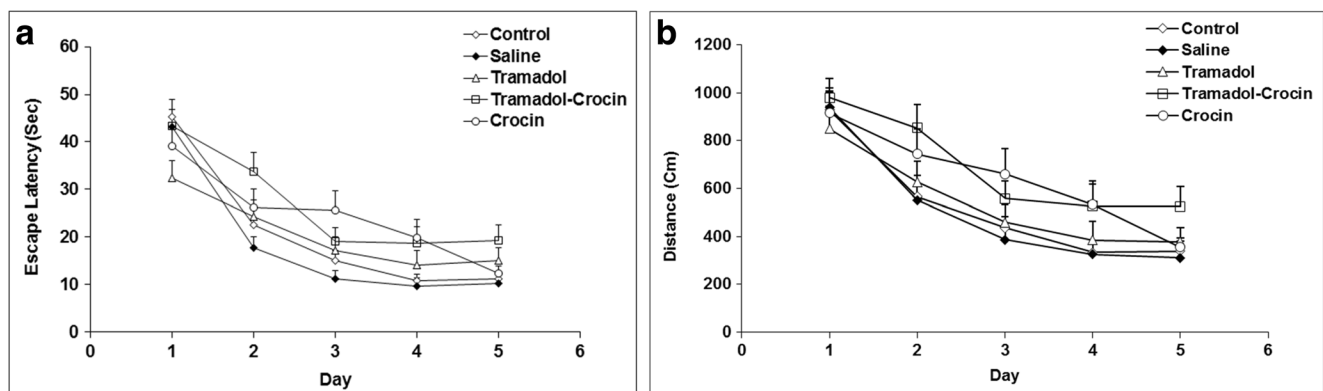 a
Control
Saline
Tramadol
Tramadol-Crocin
Crocin
Escape Latency(Sec)
60
50
40
30
20
10
0
0 1 2 3 4 5 6
Day
b
Control
Saline
Tramadol
Tramadol-Crocin
Crocin
Distance (Cm)
1200
1000
800
600
400
200
0
0 1 2 3 4 5 6
Day